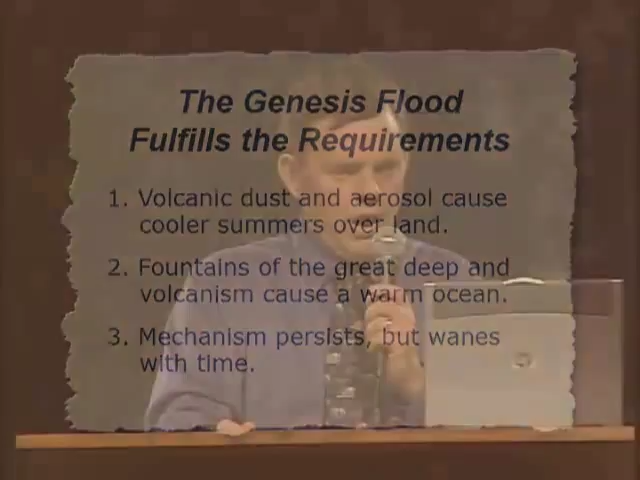 The Genesis Flood
Fulfills the Requirements
1. Volcanic dust and aerosol cause
cooler summers over land.
2. Fountains of the great deep and
volcanism cause a warm ocean.
3. Mechanism persists, but wanes
with time.